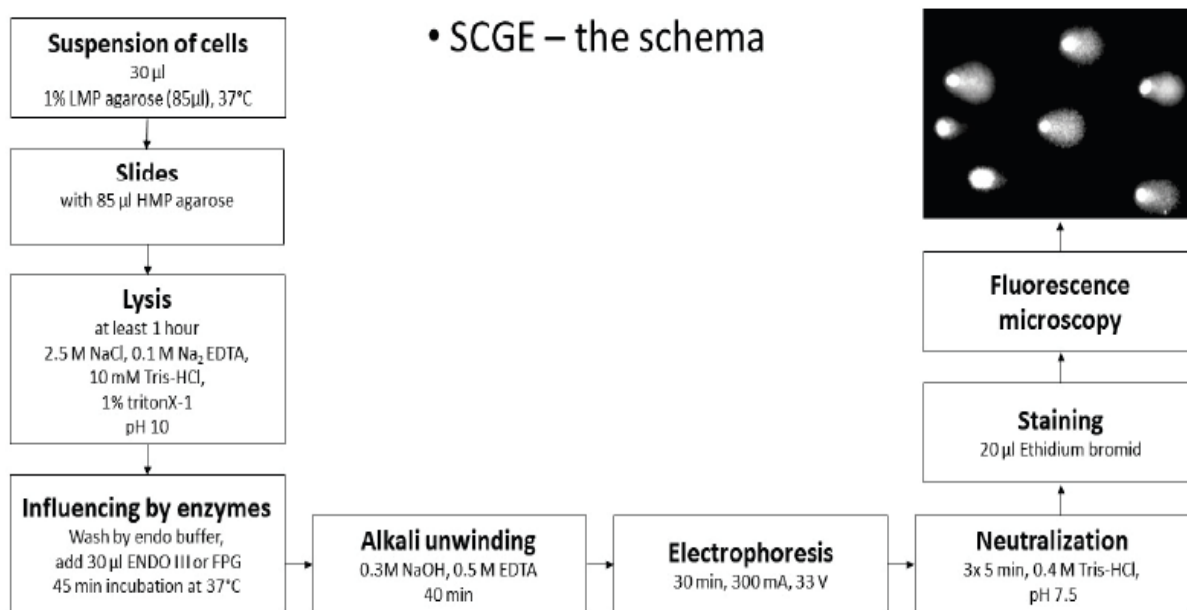 • SCGE – the schema
Suspension of cells
30 µl
1% LMP agarose (85µl), 37°C
Slides
with 85 µl HMP agarose
Lysis
at least 1 hour
2.5 M NaCl, 0.1 M Na₂ EDTA,
10 mM Tris-HCl,
1% tritonX-1
pH 10
Influencing by enzymes
Wash by endo buffer,
add 30 µl ENDO III or FPG
45 min incubation at 37°C
Alkali unwinding
0.3M NaOH, 0.5 M EDTA
40 min
Electrophoresis
30 min, 300 mA, 33 V
Neutralization
3x 5 min, 0.4 M Tris-HCl,
pH 7.5
Staining
20 µl Ethidium bromid
Fluorescence
microscopy